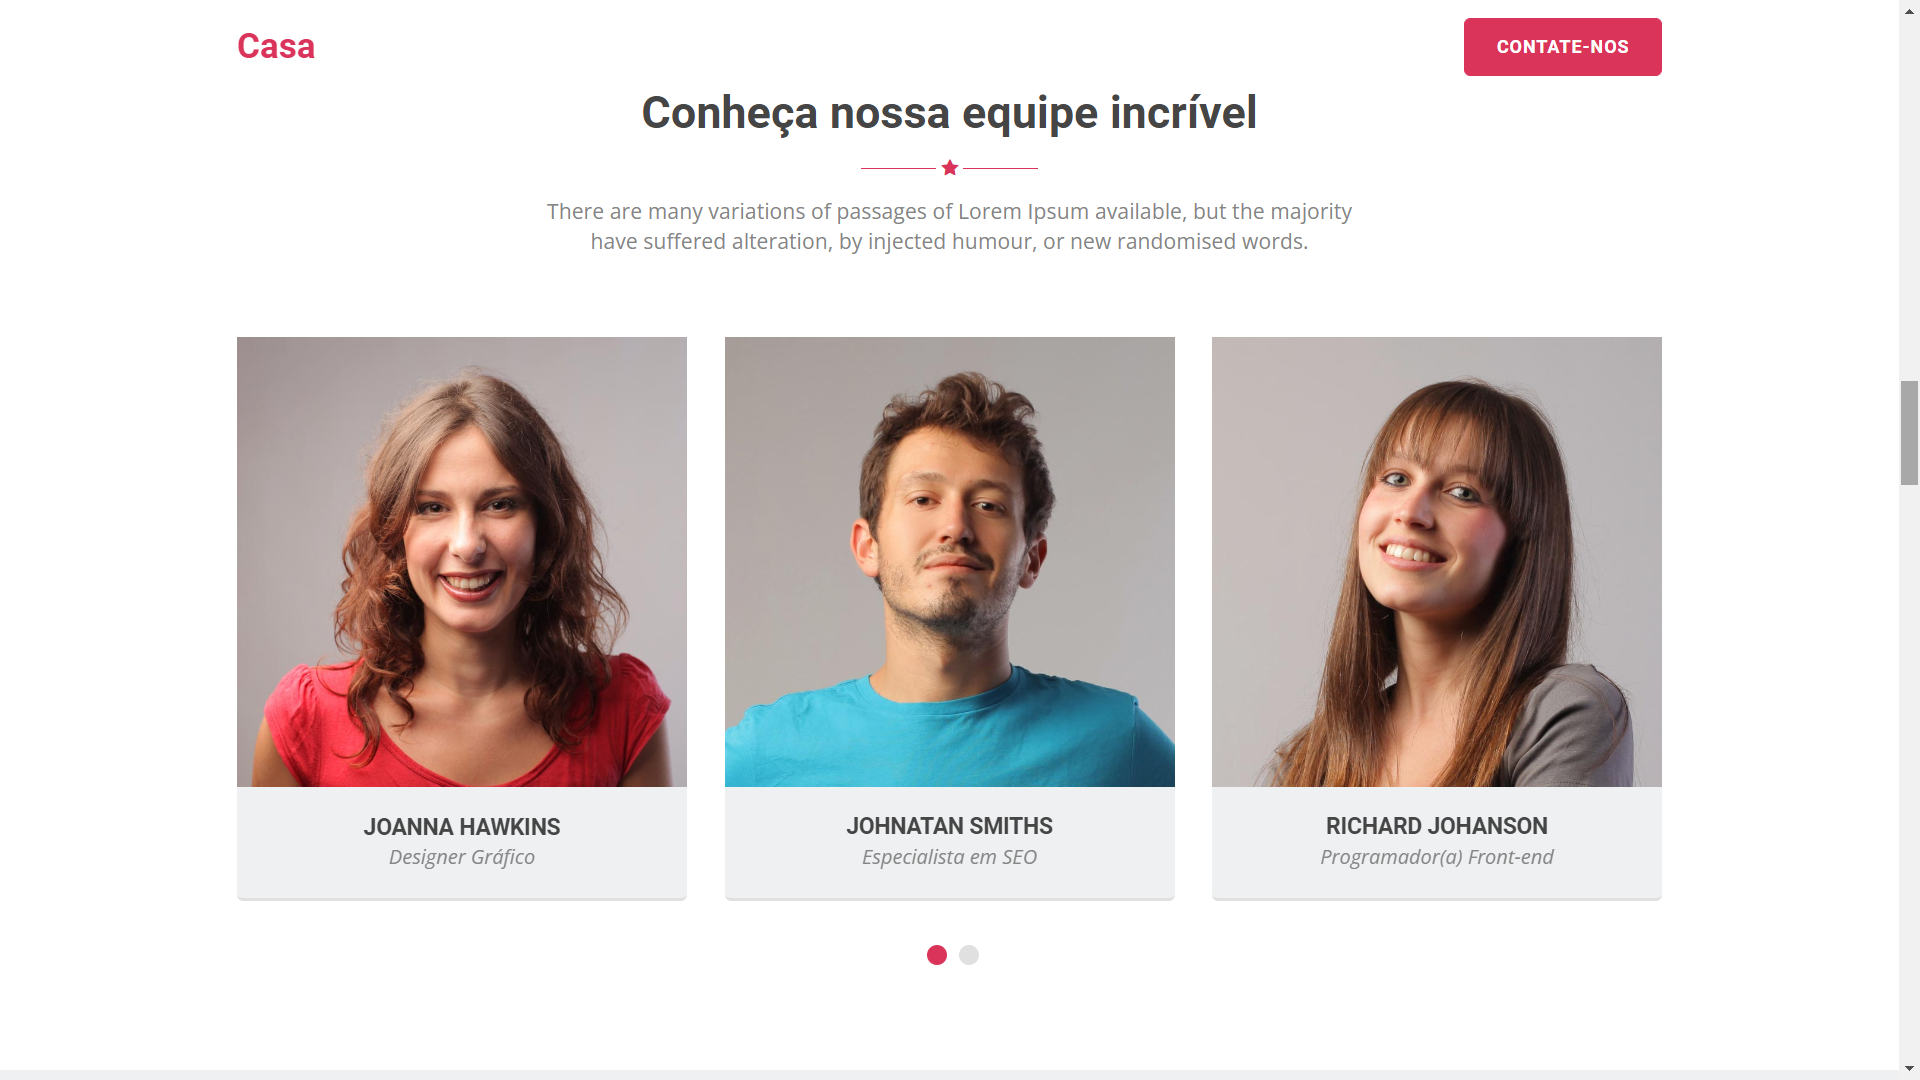 Casa
CONTATE-NOS
Conheça nossa equipe incrível
There are many variations of passages of Lorem Ipsum available, but the majority
have suffered alteration, by injected humour, or new randomised words.
JOANNA HAWKINS
Designer Gráfico
JOHNATAN SMITHS
Especialista em SEO
RICHARD JOHANSON
Programador(a) Front-end